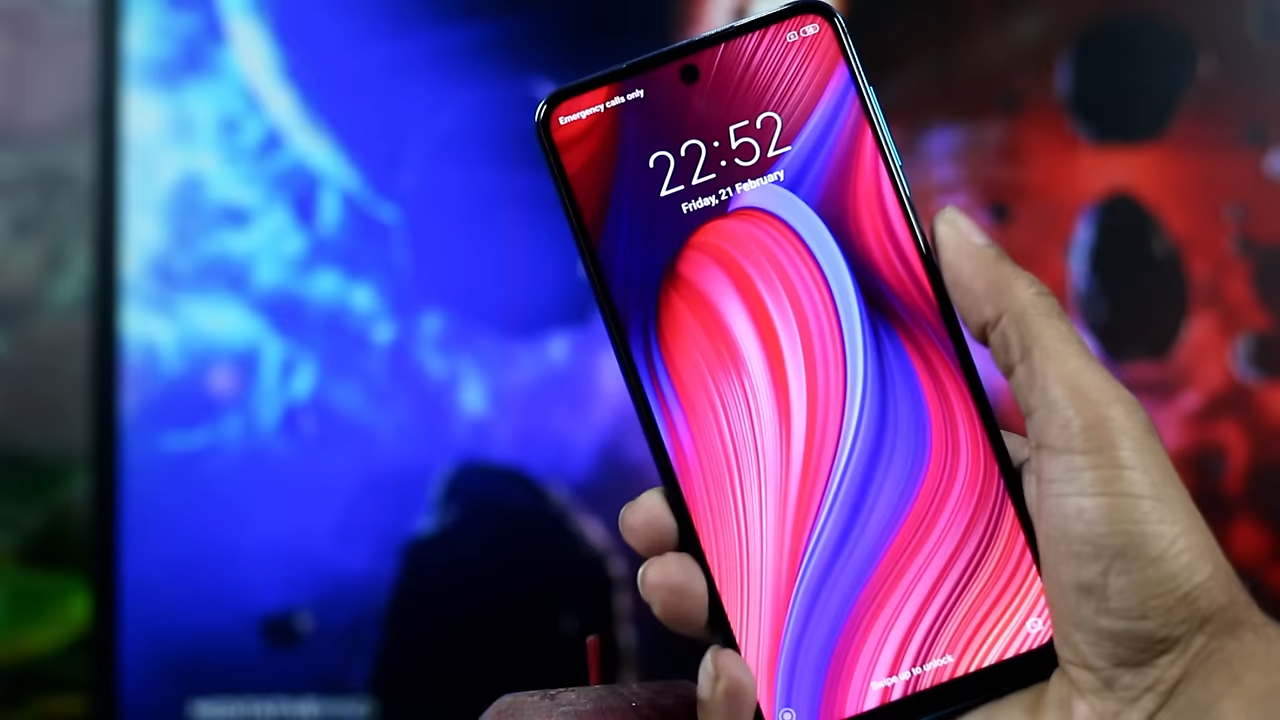 Emergency calls only
22:52
Friday, 21 February
Swipe up to unlock